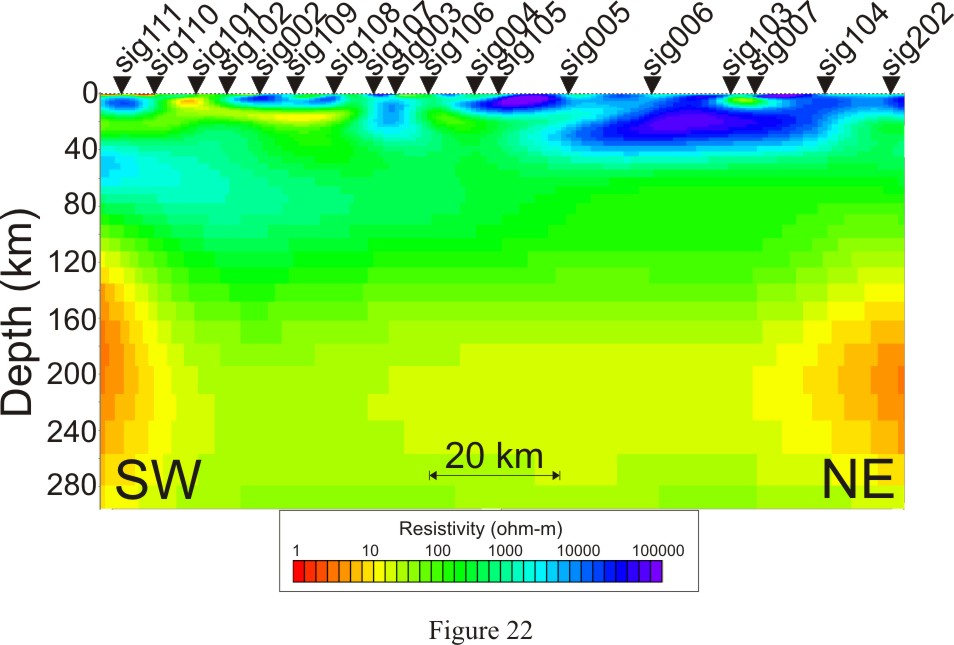 sig111 sig110 sig101 sig102 sig002 sig109 sig108 sig107 sig003 sig106 sig004 sig105 sig005 sig006 sig103 sig007 sig104 sig202
0
40
80
120
160
200
240
280
Depth (km)
20 km
SW NE
Resistivity (ohm-m)
1 10 100 1000 10000 100000
Figure 22